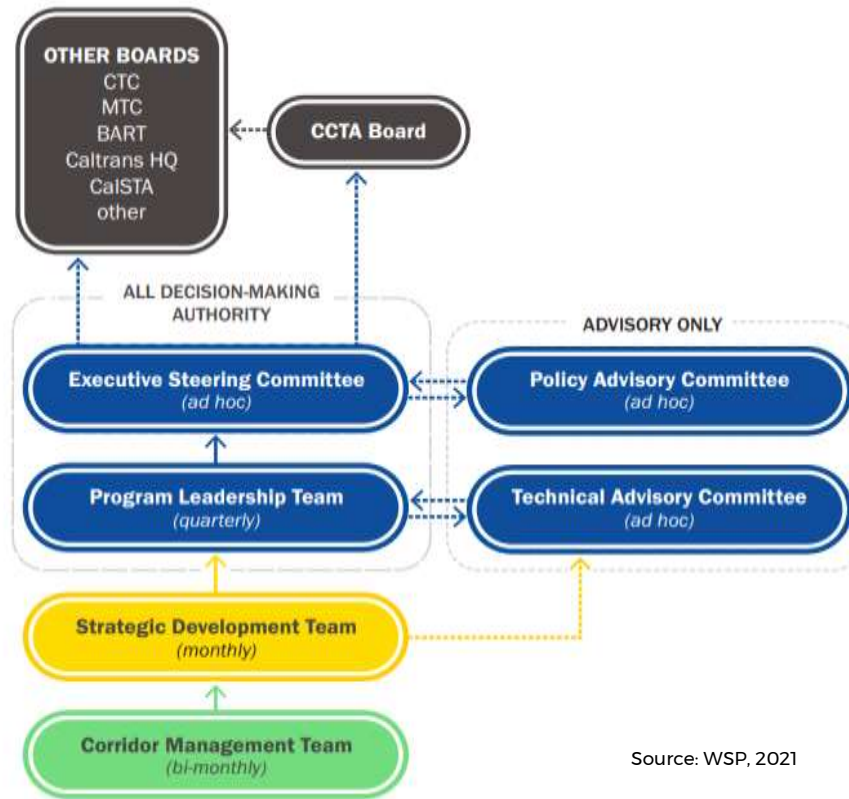 OTHER BOARDS
CTC
MTC
BART
Caltrans HQ
CalSTA
other
CCTA Board
ALL DECISION-MAKING
AUTHORITY
ADVISORY ONLY
Executive Steering Committee
(ad hoc)
Policy Advisory Committee
(ad hoc)
Program Leadership Team
(quarterly)
Technical Advisory Committee
(ad hoc)
Strategic Development Team
(monthly)
Corridor Management Team
(bi-monthly)
Source: WSP, 2021